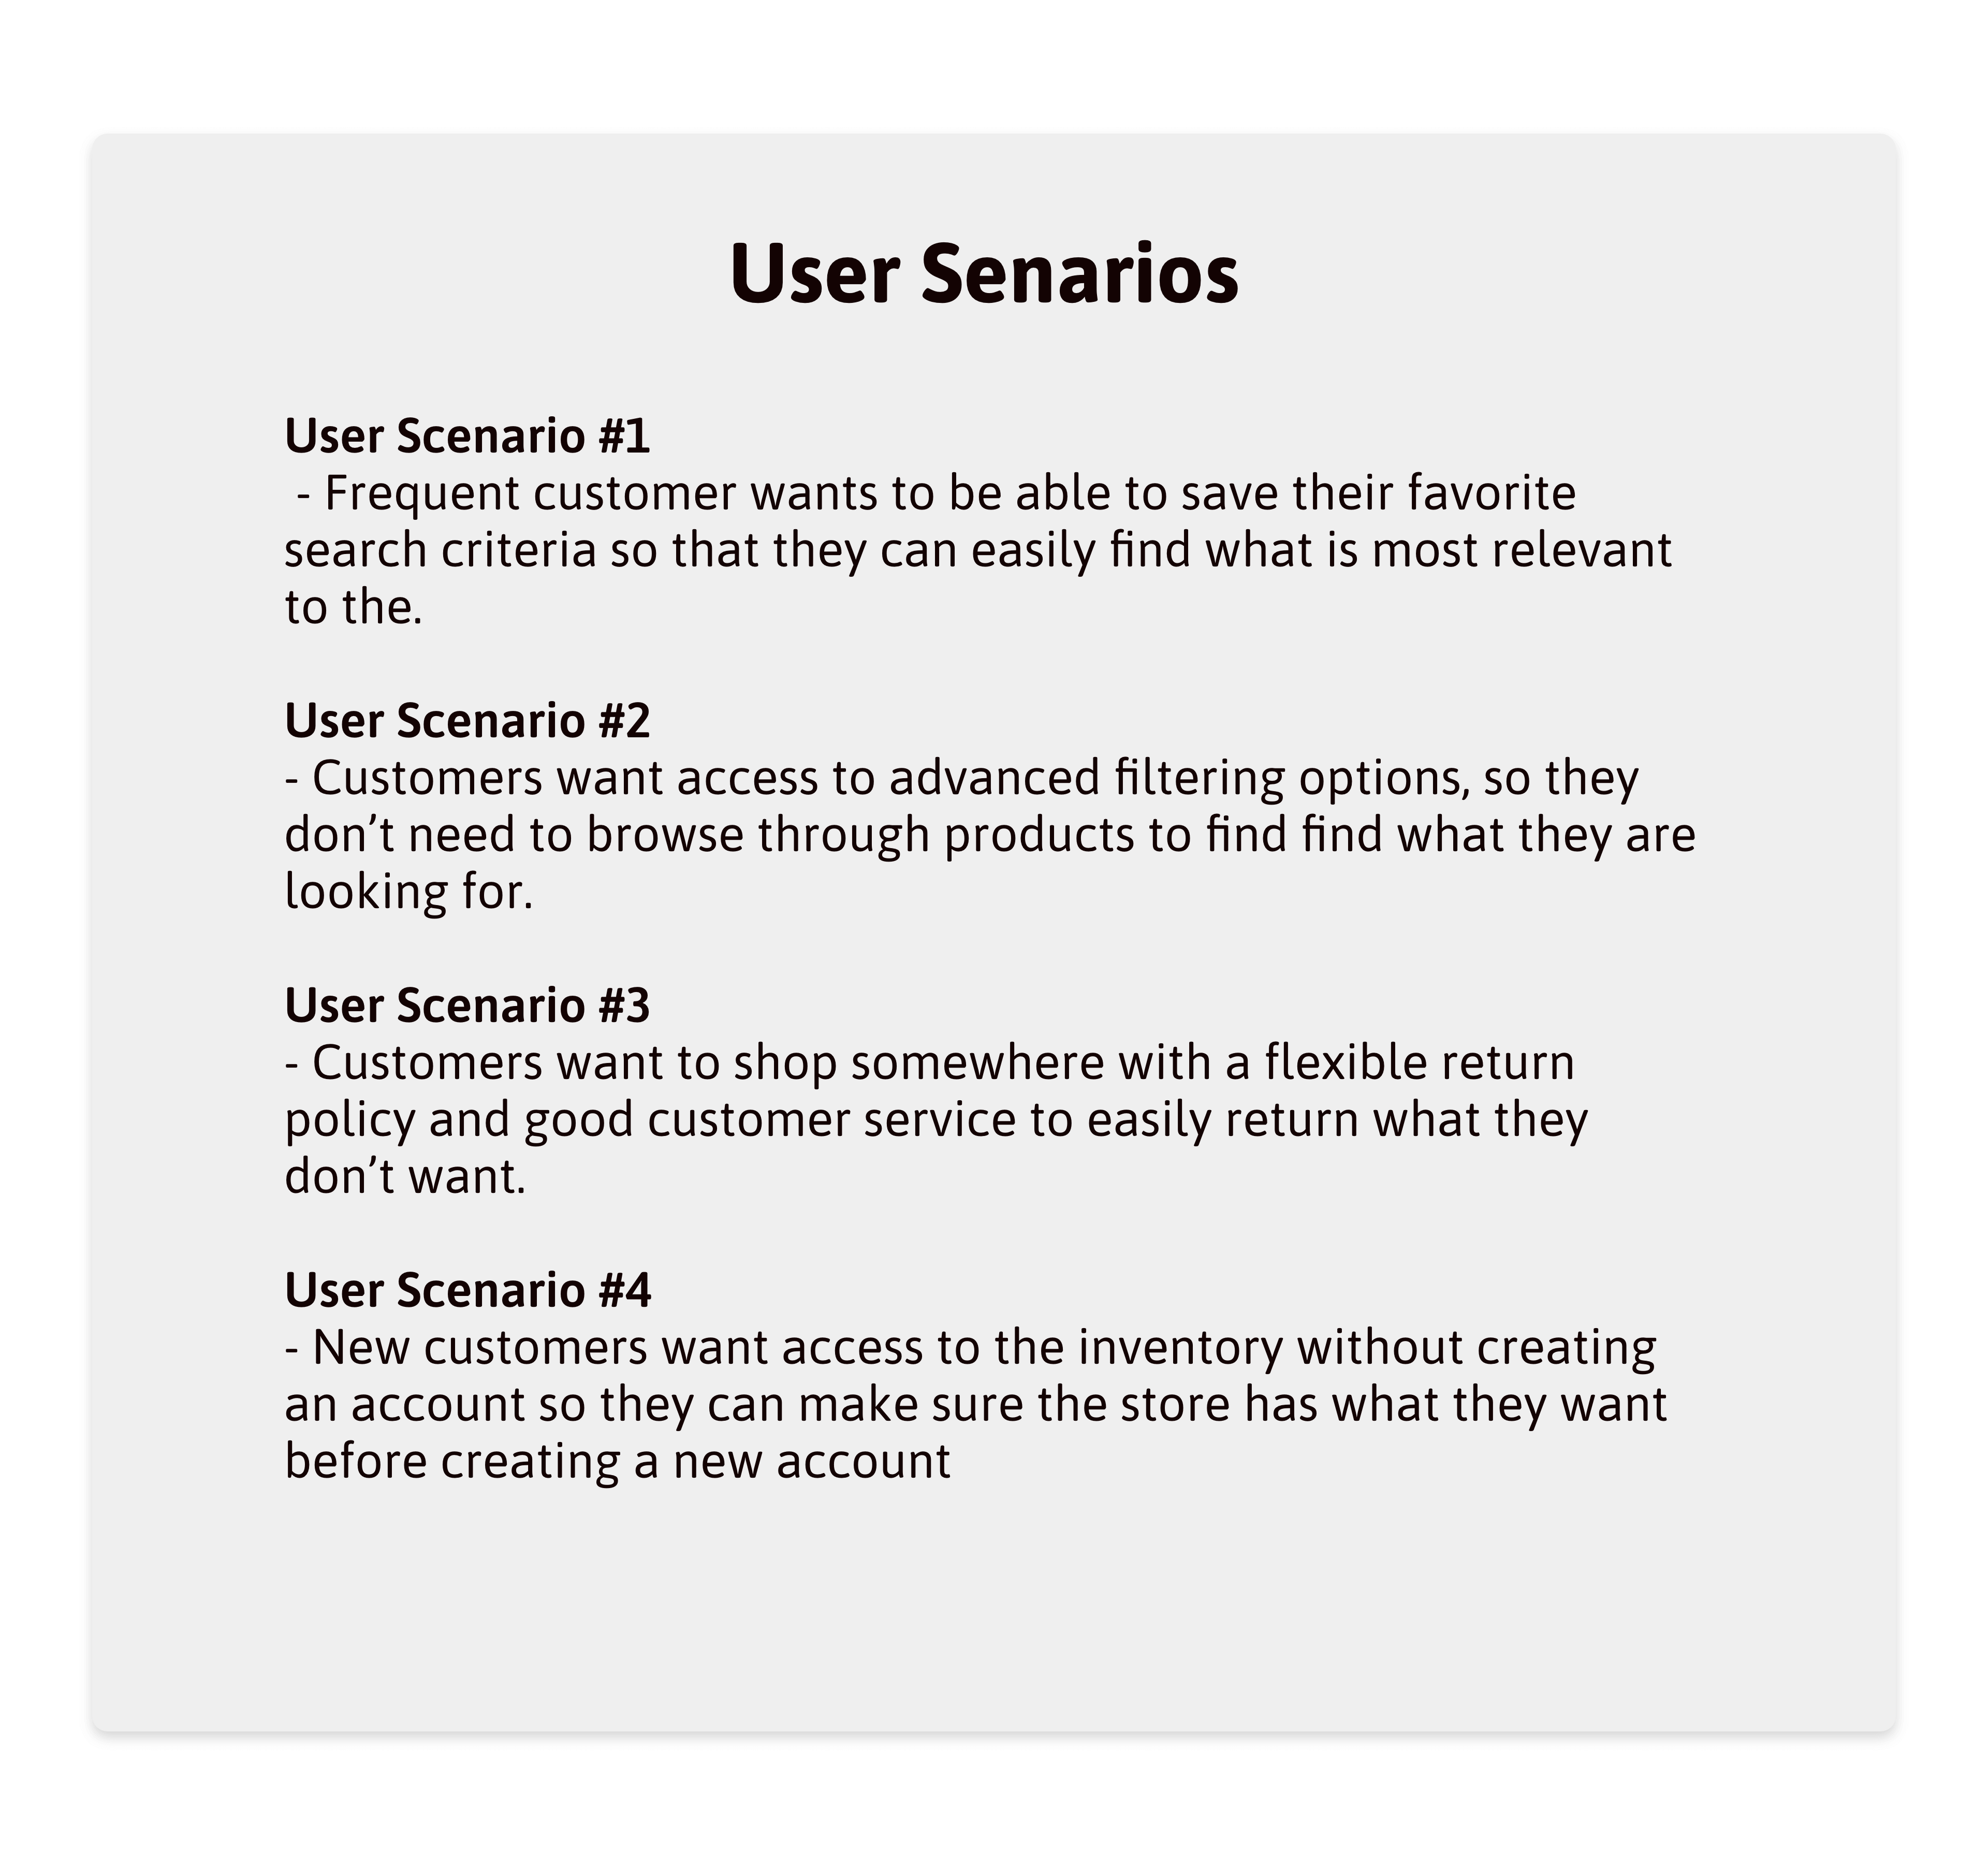 User Senarios
User Scenario #1
- Frequent customer wants to be able to save their favorite
search criteria so that they can easily find what is most relevant
to the.
User Scenario #2
- Customers want access to advanced filtering options, so they
don’t need to browse through products to find find what they are
looking for.
User Scenario #3
- Customers want to shop somewhere with a flexible return
policy and good customer service to easily return what they
don’t want.
User Scenario #4
- New customers want access to the inventory without creating
an account so they can make sure the store has what they want
before creating a new account